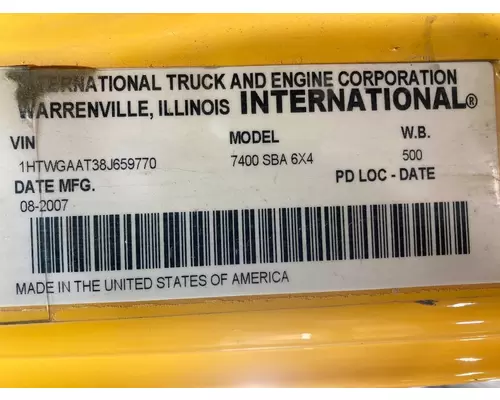 INTERNATIONAL TRUCK AND ENGINE CORPORATION
WARRENVILLE, ILLINOIS INTERNATIONAL®
VIN MODEL W.B.
1HTWGAAT38J659770 7400 SBA 6X4 500
DATE MFG. PD LOC - DATE
08-2007
MADE IN THE UNITED STATES OF AMERICA